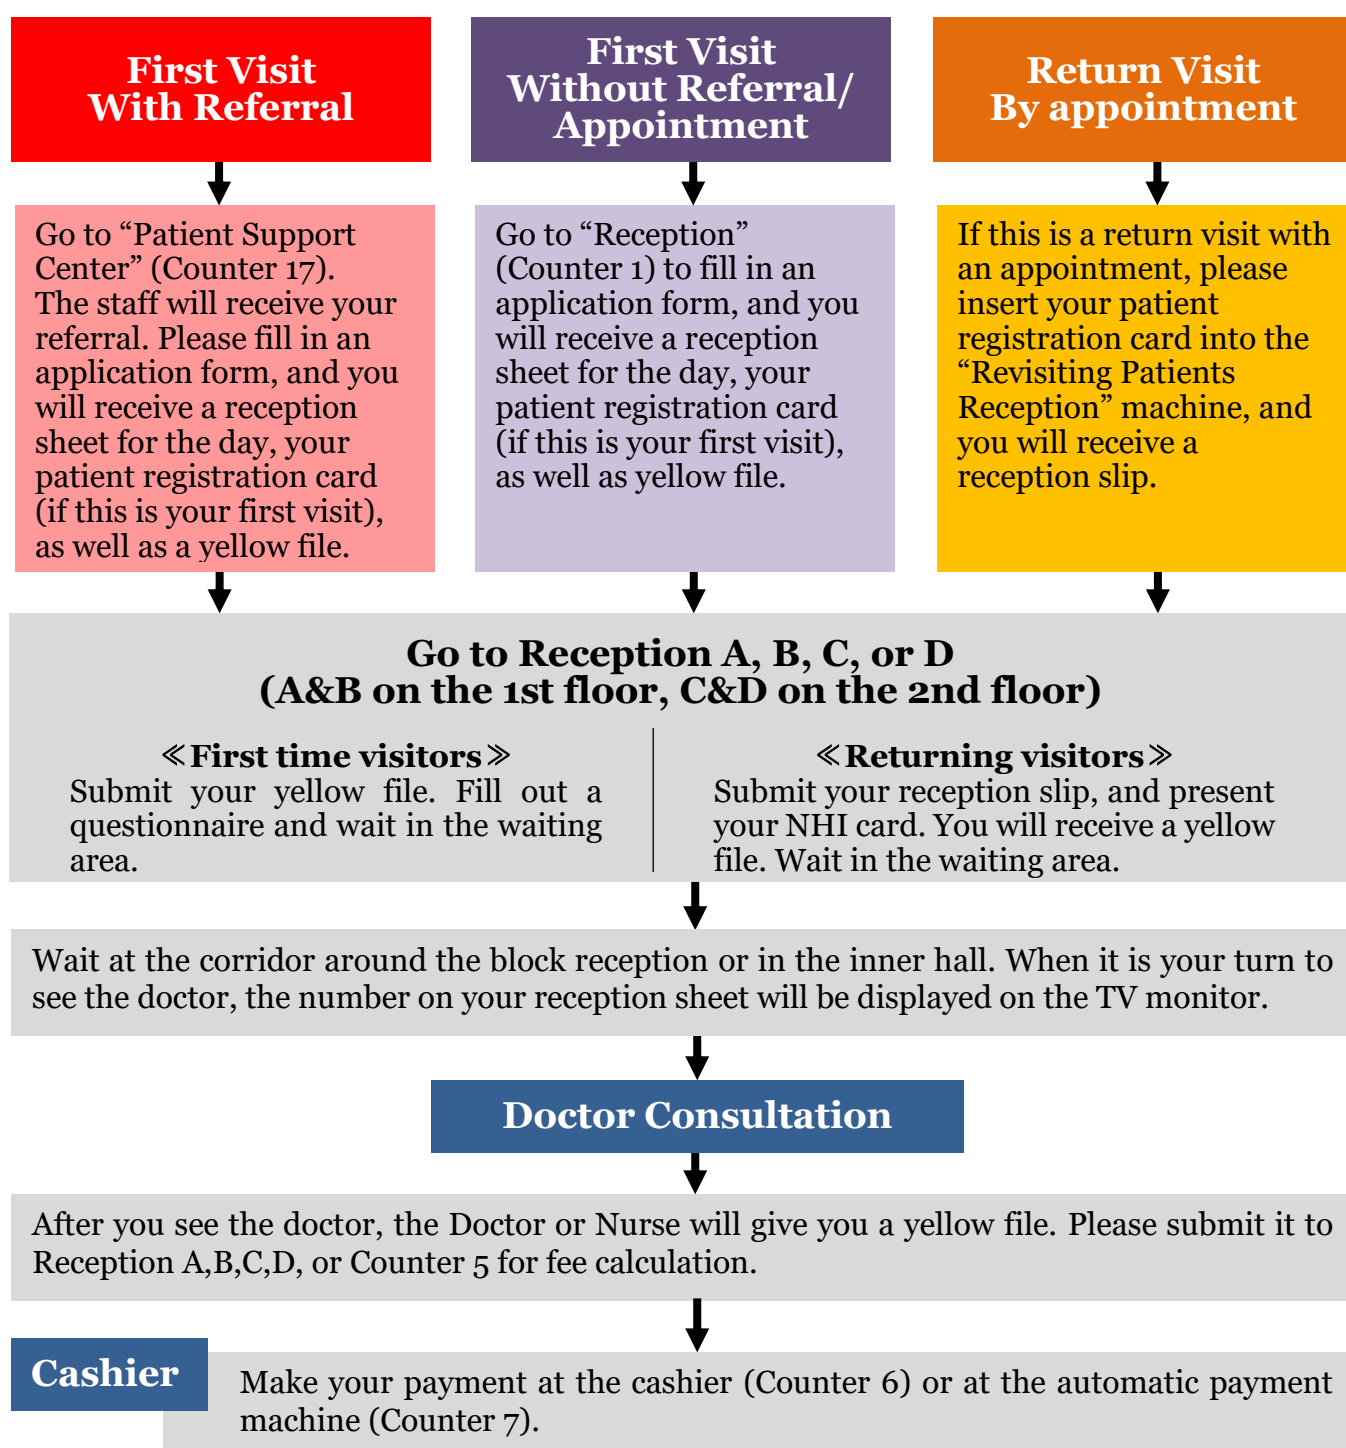 First Visit
With Referral
First Visit
Without Referral/
Appointment
Return Visit
By appointment
Go to “Patient Support
Center” (Counter 17).
The staff will receive your
referral. Please fill in an
application form, and you
will receive a reception
sheet for the day, your
patient registration card
(if this is your first visit),
as well as a yellow file.
Go to “Reception”
(Counter 1) to fill in an
application form, and you
will receive a reception
sheet for the day, your
patient registration card
(if this is your first visit),
as well as yellow file.
If this is a return visit with
an appointment, please
insert your patient
registration card into the
“Revisiting Patients
Reception” machine, and
you will receive a
reception slip.
Go to Reception A, B, C, or D
(A&B on the 1st floor, C&D on the 2nd floor)
≪First time visitors≫
Submit your yellow file. Fill out a
questionnaire and wait in the waiting
area.
≪Returning visitors≫
Submit your reception slip, and present
your NHI card. You will receive a yellow
file. Wait in the waiting area.
Wait at the corridor around the block reception or in the inner hall. When it is your turn to
see the doctor, the number on your reception sheet will be displayed on the TV monitor.
Doctor Consultation
After you see the doctor, the Doctor or Nurse will give you a yellow file. Please submit it to
Reception A,B,C,D, or Counter 5 for fee calculation.
Cashier
Make your payment at the cashier (Counter 6) or at the automatic payment
machine (Counter 7).